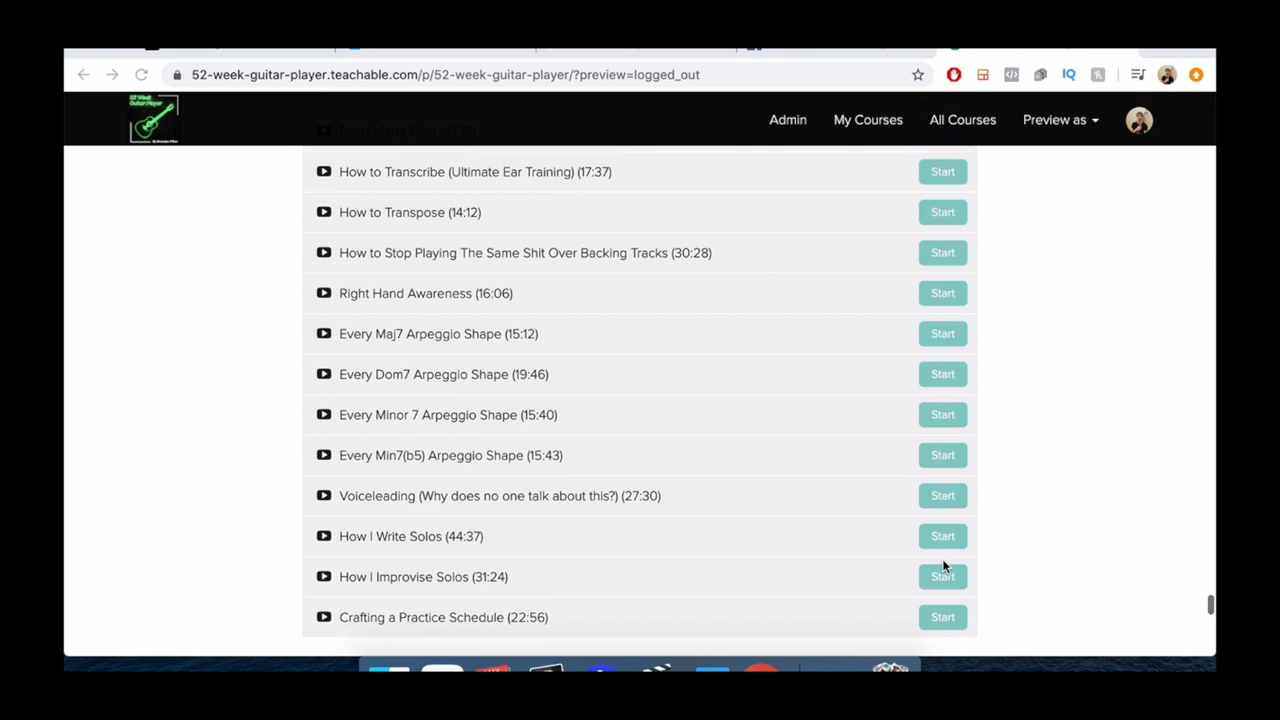 52-week-guitar-player.teachable.com/p/52-week-guitar-player/?preview=logged_out
IQ
52 Week
Guitar Player
Admin
My Courses
All Courses
Preview as
How to Transcribe (Ultimate Ear Training) (17:37)
Start
How to Transpose (14:12)
Start
How to Stop Playing The Same Shit Over Backing Tracks (30:28)
Start
Right Hand Awareness (16:06)
Start
Every Maj7 Arpeggio Shape (15:12)
Start
Every Dom7 Arpeggio Shape (19:46)
Start
Every Minor 7 Arpeggio Shape (15:40)
Start
Every Min7(b5) Arpeggio Shape (15:43)
Start
Voiceleading (Why does no one talk about this?) (27:30)
Start
How I Write Solos (44:37)
Start
How I Improvise Solos (31:24)
Start
Crafting a Practice Schedule (22:56)
Start